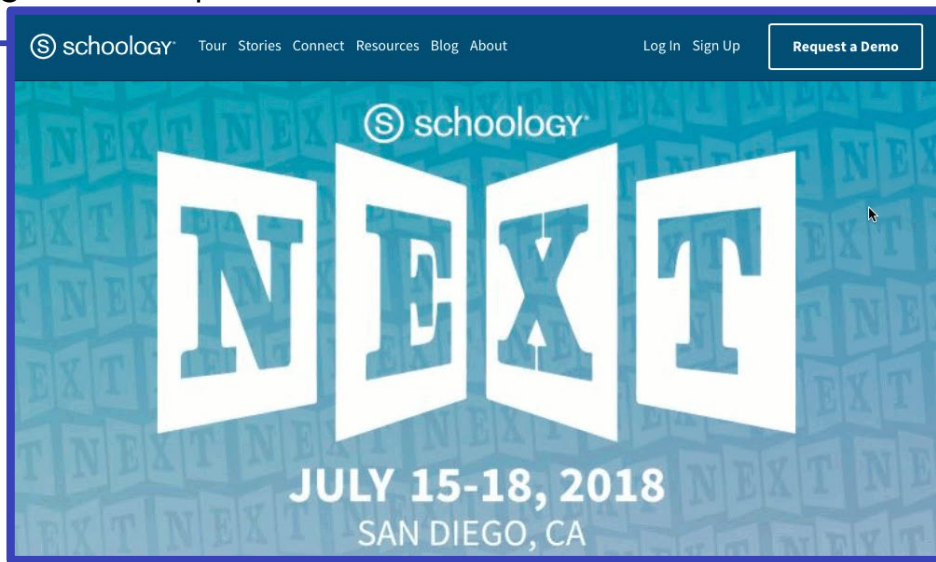 schoology
Tour Stories Connect Resources Blog About Log In Sign Up Request a Demo
schoology
NEXT
JULY 15-18, 2018
SAN DIEGO, CA